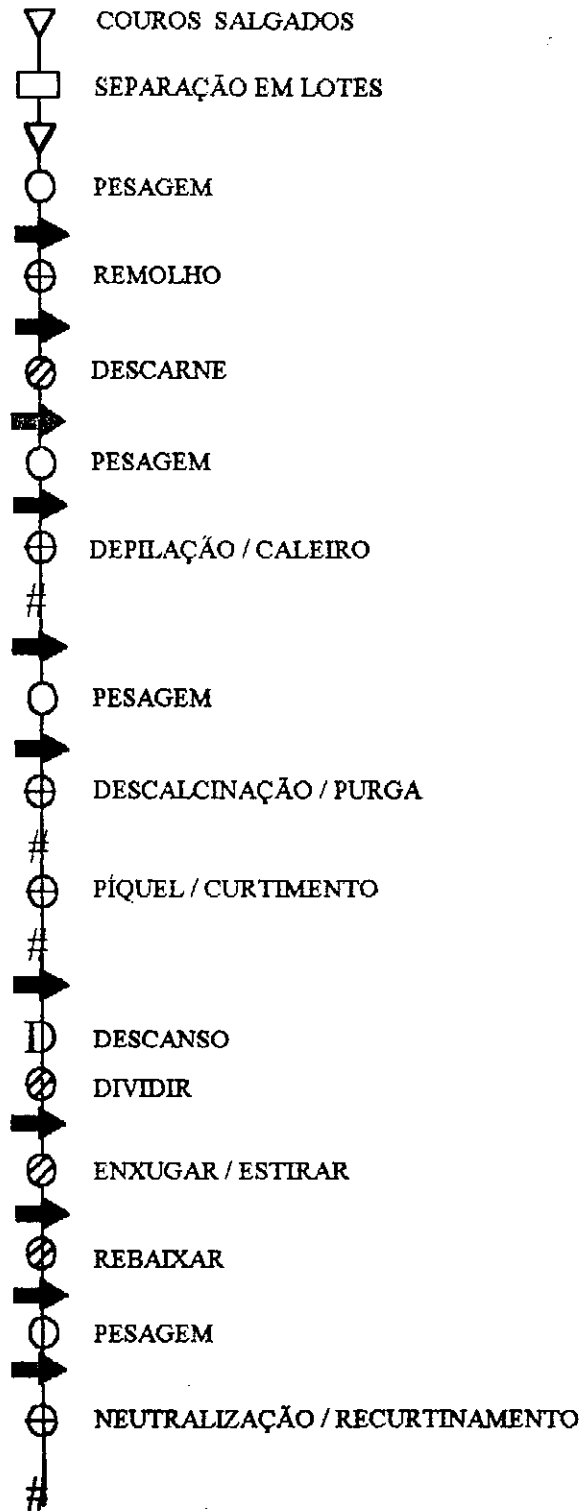 COUROS SALGADOS
SEPARAÇÃO EM LOTES
PESAGEM
REMOLHO
DESCARNE
PESAGEM
DEPILAÇÃO / CALEIRO
#
PESAGEM
DESCALCINAÇÃO / PURGA
#
PÍQUEL / CURTIMENTO
#
D DESCANSO
DIVIDIR
ENXUGAR / ESTIRAR
REBAIXAR
PESAGEM
NEUTRALIZAÇÃO / RECURTINAMENTO
#